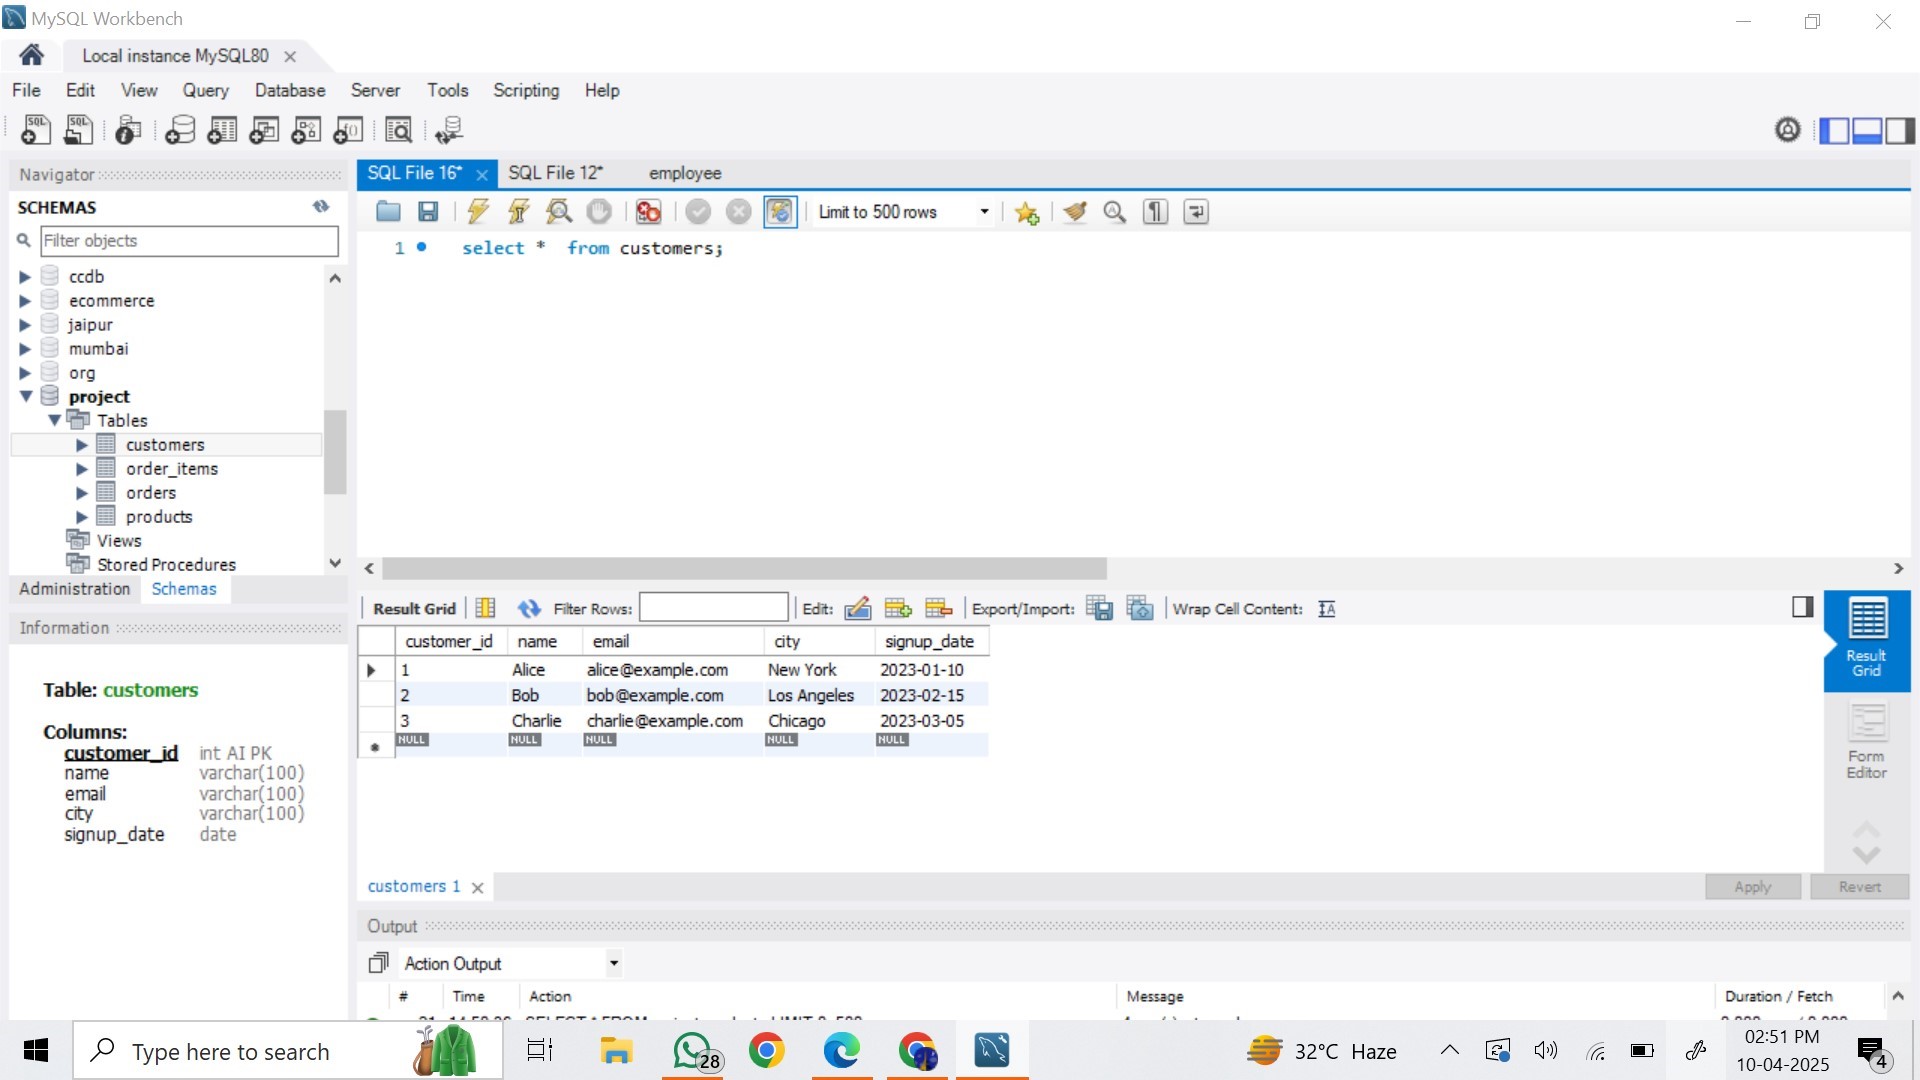 MySQL Workbench
Local instance MySQL80
File Edit View Query Database Server Tools Scripting Help
SQL SQL
Navigator
SCHEMAS
Filter objects
ccdb
ecommerce
jaipur
mumbai
org
project
Tables
customers
order_items
orders
products
Views
Stored Procedures
Administration Schemas
Information
Table: customers
Columns:
customer_id int AI PK
name varchar(100)
email varchar(100)
city varchar(100)
signup_date date
SQL File 16* SQL File 12* employee
Limit to 500 rows
1 select * from customers;
Result Grid Filter Rows: Edit: Export/Import: Wrap Cell Content:
customer_id name email city signup_date
1 Alice alice@example.com New York 2023-01-10
2 Bob bob@example.com Los Angeles 2023-02-15
3 Charlie charlie@example.com Chicago 2023-03-05
NULL NULL NULL NULL NULL
Result
Grid
Form
Editor
customers 1
Apply Revert
Output
Action Output
# Time Action Message Duration / Fetch
Type here to search
28
32°C Haze
02:51 PM
10-04-2025
4